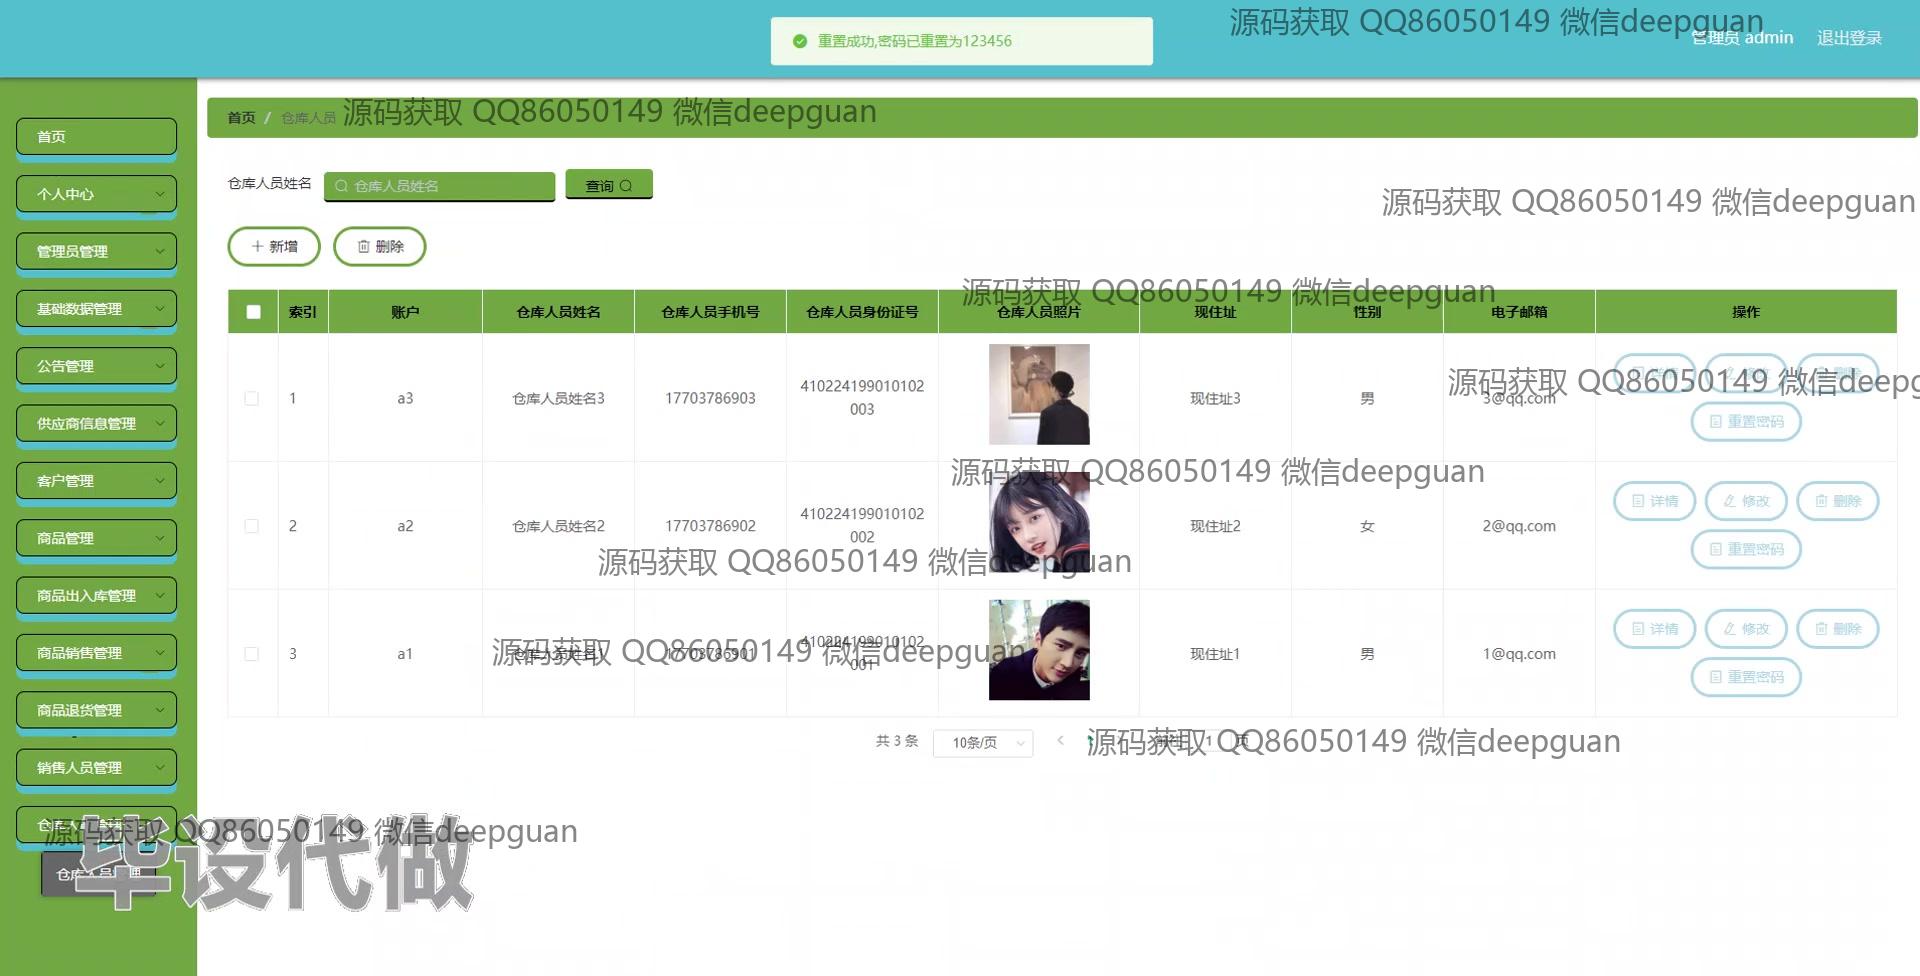 重置成功,密码已重置为123456
源码获取 QQ86050149 微信deepguan
管理员 admin
退出登录
首页 / 仓库人员
源码获取 QQ86050149 微信deepguan
首页
个人中心
管理员管理
基础数据管理
公告管理
供应商信息管理
客户管理
商品管理
商品出入库管理
商品销售管理
商品退货管理
销售人员管理
仓库人员管理
仓库人员姓名
仓库人员姓名
查询
源码获取 QQ86050149 微信deepguan
新增
删除
源码获取 QQ86050149 微信deepguan
索引 账户 仓库人员姓名 仓库人员手机号 仓库人员身份证号 仓库人员照片 现住址 性别 电子邮箱 操作
1 a3 仓库人员姓名3 17703786903 410224199010102003 现住址3 男 3@qq.com 详情 修改 删除
重置密码
源码获取 QQ86050149 微信deepg
源码获取 QQ86050149 微信deepguan
2 a2 仓库人员姓名2 17703786902 410224199010102002 现住址2 女 2@qq.com 详情 修改 删除
重置密码
源码获取 QQ86050149 微信deepguan
3 a1 仓库人员姓名1 17703786901 410224199010102001 现住址1 男 1@qq.com 详情 修改 删除
重置密码
源码获取 QQ86050149 微信deepguan
共 3 条 10条/页 1 页
源码获取 QQ86050149 微信deepguan
源码获取 QQ86050149 微信deepguan
毕设代做
仓库人员管理